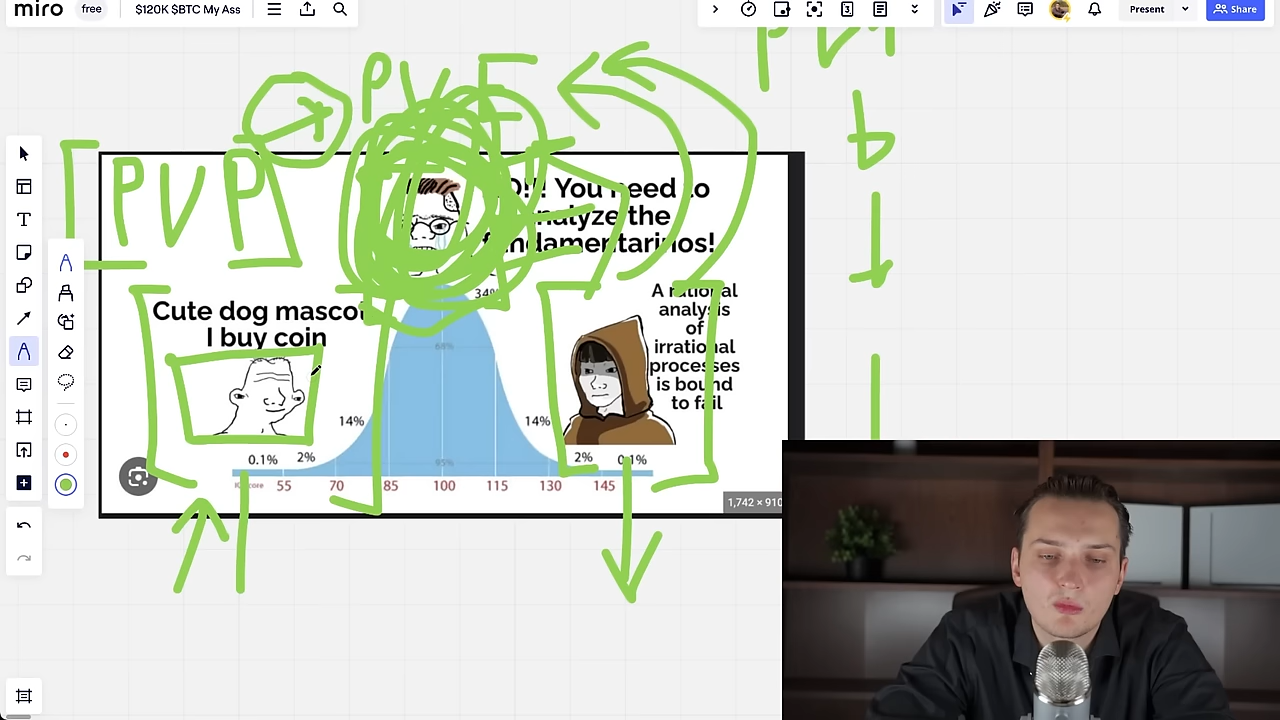 miro free $120K $BTC My Ass
Present Share
PVE
PVP
You need to
the
Cute dog mascot
I buy coin
A rational
analysis
of
irrational
processes
is bound
to fail
34%
68%
14% 14%
0.1% 2% 2% 0.1%
95%
55 70 85 100 115 130 145
1,742 × 910